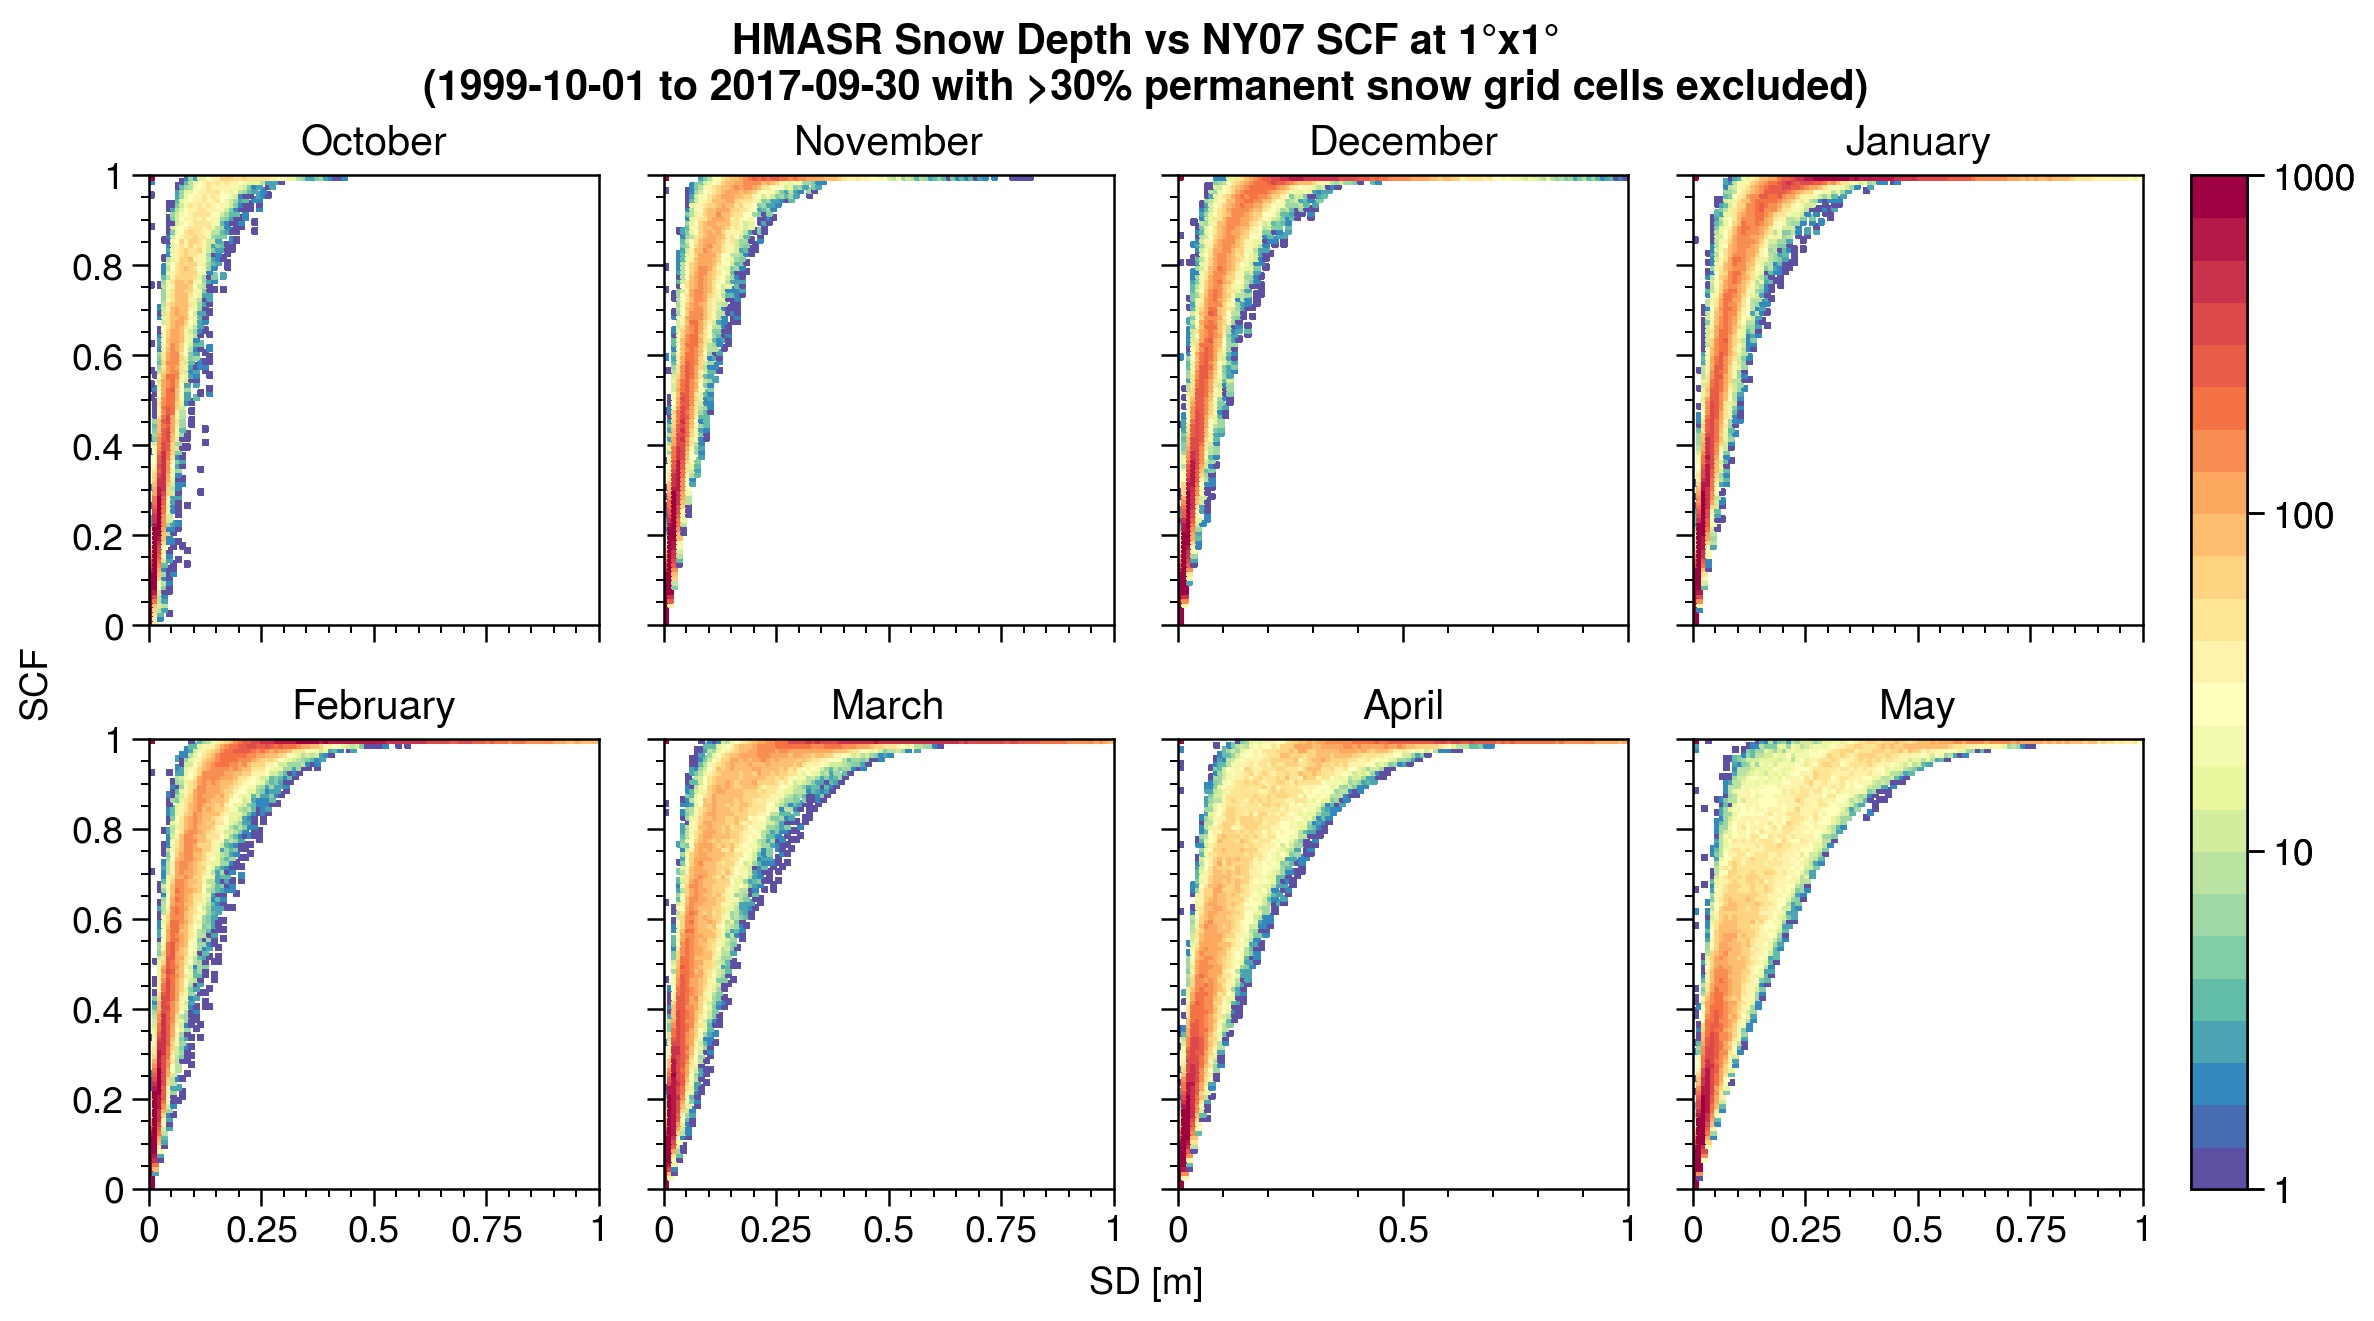 HMASR Snow Depth vs NY07 SCF at 1°x1°
(1999-10-01 to 2017-09-30 with >30% permanent snow grid cells excluded)
October
November
December
January
1
0.8
0.6
0.4
0.2
0
1000
100
10
1
SCF
February
March
April
May
1
0.8
0.6
0.4
0.2
0
0 0.25 0.5 0.75 1
0 0.25 0.5 0.75 1
0 0.5 1
0 0.25 0.5 0.75 1
SD [m]